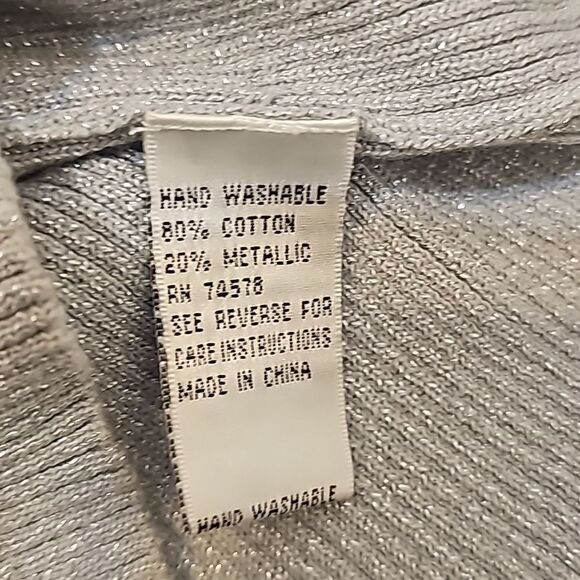 HAND WASHABLE
80% COTTON
20% METALLIC
RN 74578
SEE REVERSE FOR
CARE INSTRUCTIONS
MADE IN CHINA
HAND WASHABLE